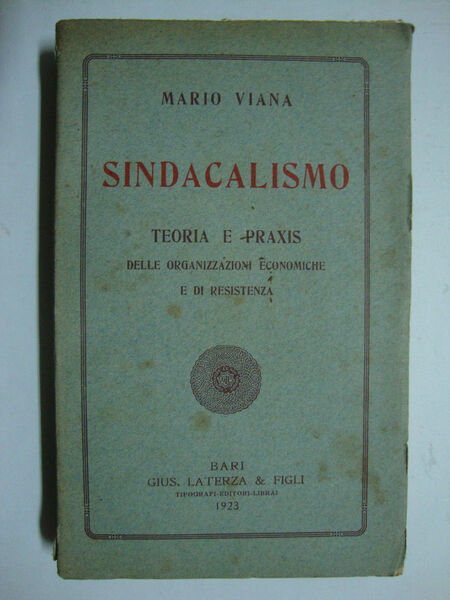 MARIO VIANA
SINDACALISMO
TEORIA E PRAXIS
DELLE ORGANIZZAZIONI ECONOMICHE
E DI RESISTENZA
BARI
GIUS. LATERZA & FIGLI
TIPOGRAFI-EDITORI-LIBRAI
1923